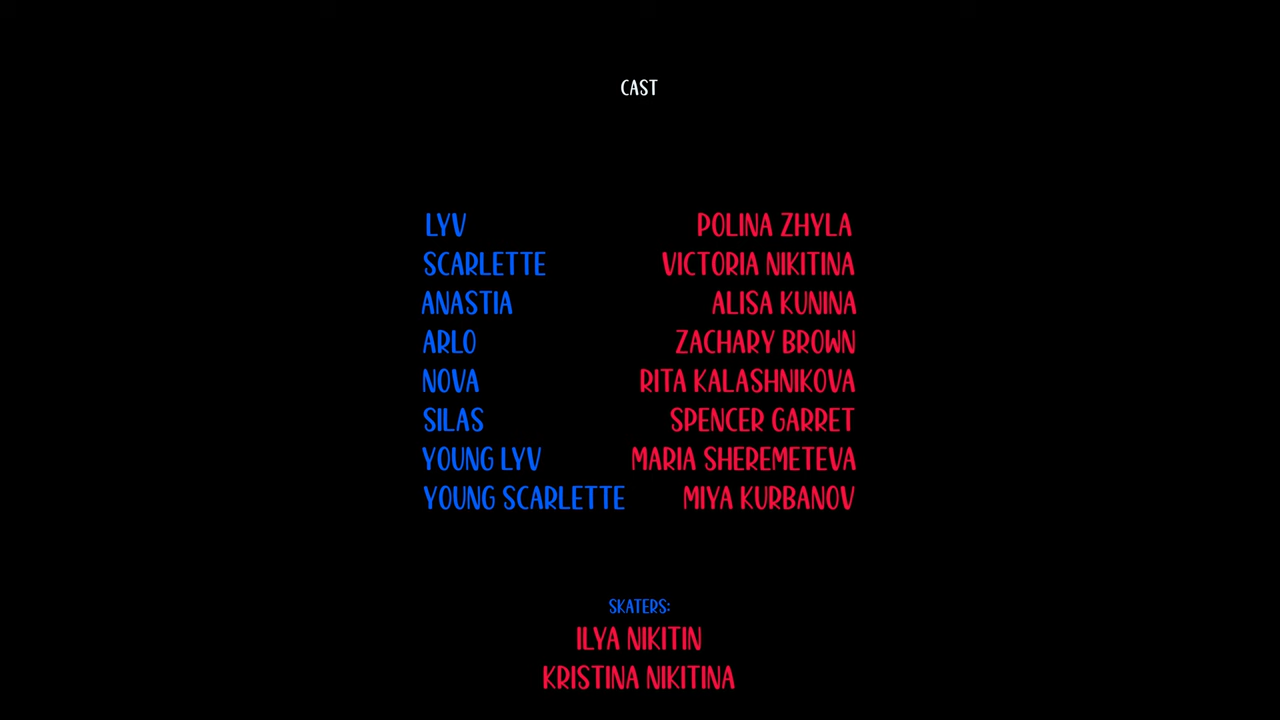 CAST
LYV POLINA ZHYLA
SCARLETTE VICTORIA NIKITINA
ANASTIA ALISA KUNINA
ARLO ZACHARY BROWN
NOVA RITA KALASHNIKOVA
SILAS SPENCER GARRET
YOUNG LYV MARIA SHEREMETEVA
YOUNG SCARLETTE MIYA KURBANOV
SKATERS:
ILYA NIKITIN
KRISTINA NIKITINA